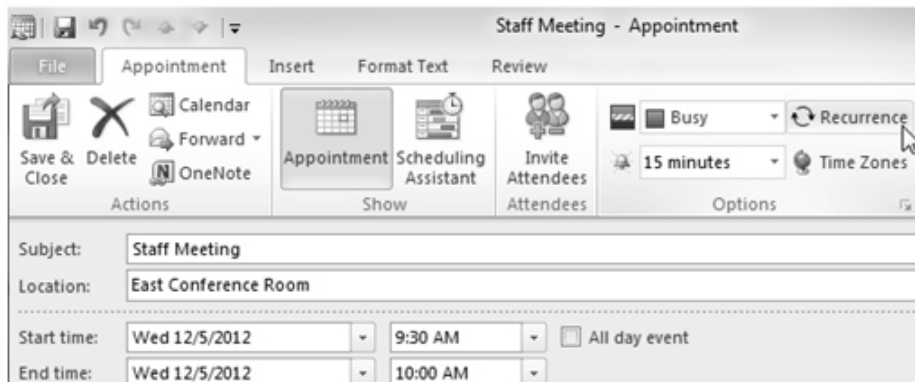 Staff Meeting - Appointment
File Appointment Insert Format Text Review
Save & Close
Delete
Calendar
Forward
OneNote
Actions
Appointment
Scheduling Assistant
Show
Invite Attendees
Attendees
Busy
Recurrence
15 minutes
Time Zones
Options
Subject: Staff Meeting
Location: East Conference Room
Start time: Wed 12/5/2012 9:30 AM All day event
End time: Wed 12/5/2012 10:00 AM